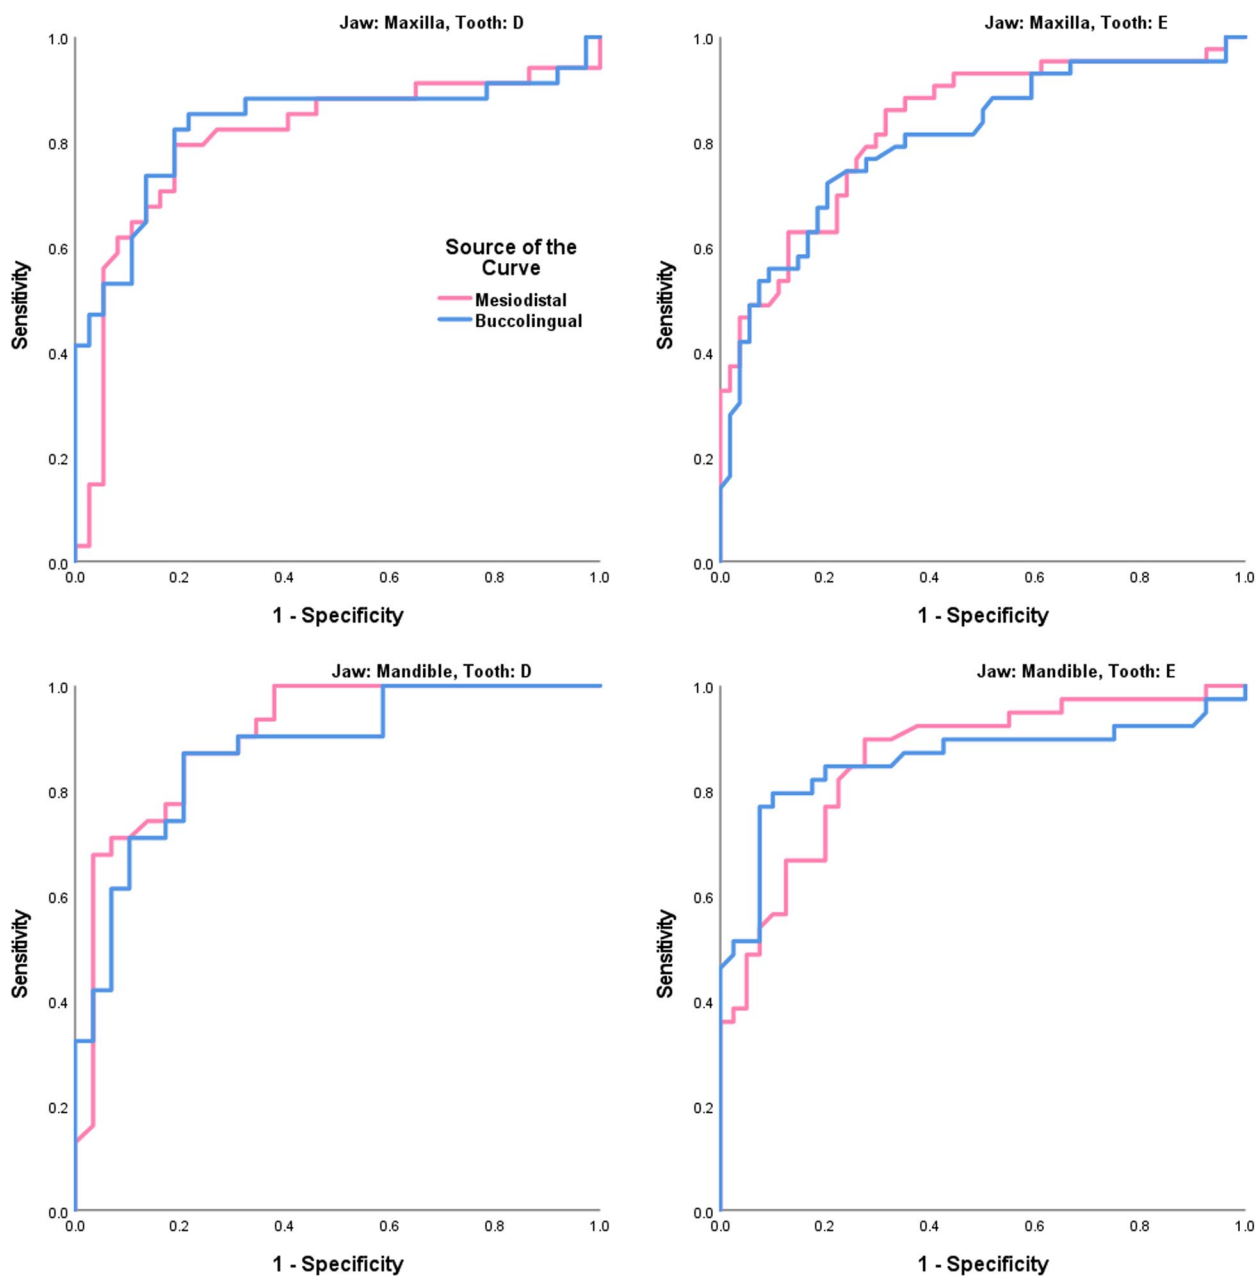 Jaw: Maxilla, Tooth: D
1.0
0.8
0.6
0.4
0.2
0.0
Sensitivity
0.0 0.2 0.4 0.6 0.8 1.0
1 - Specificity
Source of the
Curve
Mesiodistal
Buccolingual
Jaw: Maxilla, Tooth: E
1.0
0.8
0.6
0.4
0.2
0.0
Sensitivity
0.0 0.2 0.4 0.6 0.8 1.0
1 - Specificity
Jaw: Mandible, Tooth: D
1.0
0.8
0.6
0.4
0.2
0.0
Sensitivity
0.0 0.2 0.4 0.6 0.8 1.0
1 - Specificity
Jaw: Mandible, Tooth: E
1.0
0.8
0.6
0.4
0.2
0.0
Sensitivity
0.0 0.2 0.4 0.6 0.8 1.0
1 - Specificity